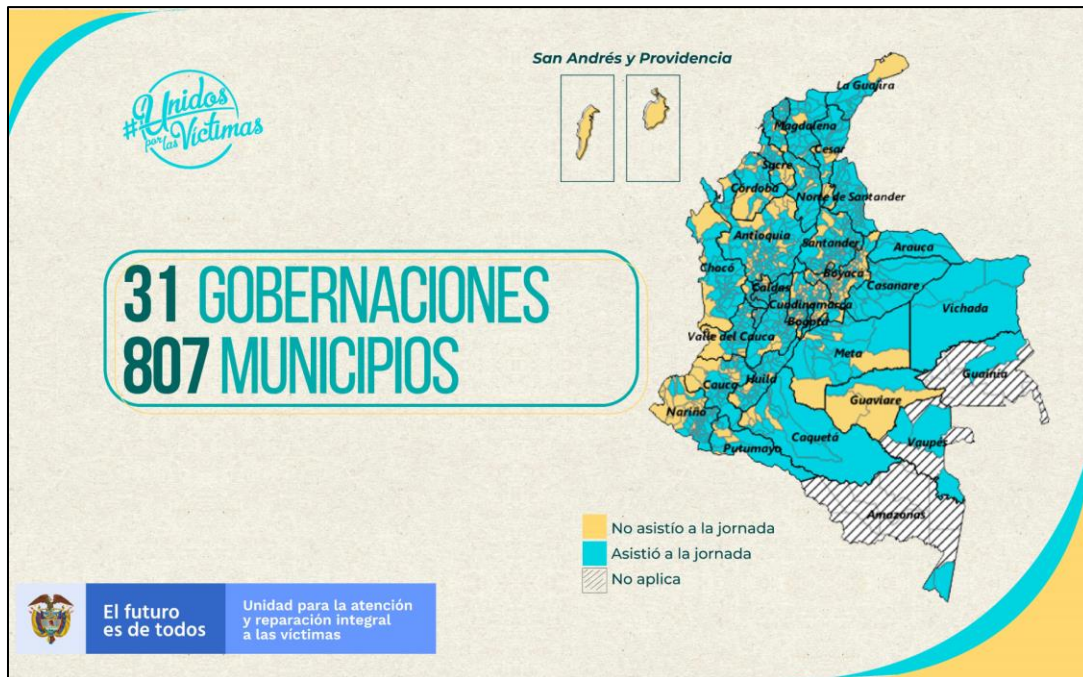 #Unidos
por las Víctimas
San Andrés y Providencia
La Guajira
Magdalena
Cesar
Sucre
Córdoba
Norte de Santander
Antioquia
Santander
Arauca
Chocó
Boyacá
Caldas
Casanare
Cundinamarca
Bogotá
Vichada
Valle del Cauca
Meta
Guainía
Cauca
Huila
Guaviare
Nariño
Vaupés
Caquetá
Putumayo
Amazonas
31 GOBERNACIONES
807 MUNICIPIOS
No asistío a la jornada
Asistió a la jornada
No aplica
El futuro
es de todos
Unidad para la atención
y reparación integral
a las víctimas